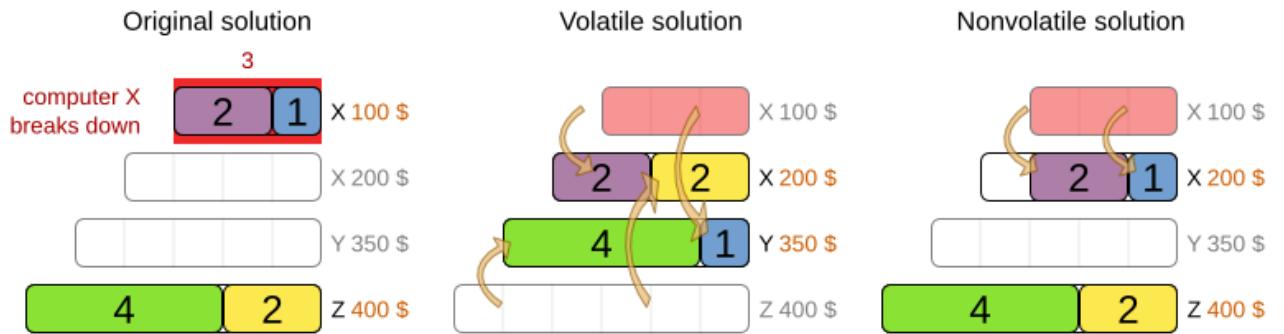 Original solution
3
computer X
breaks down
2 1 X 100 $
X 200 $
Y 350 $
4 2 Z 400 $
Volatile solution
X 100 $
2 2 X 200 $
4 1 Y 350 $
Z 400 $
Nonvolatile solution
X 100 $
2 1 X 200 $
Y 350 $
4 2 Z 400 $